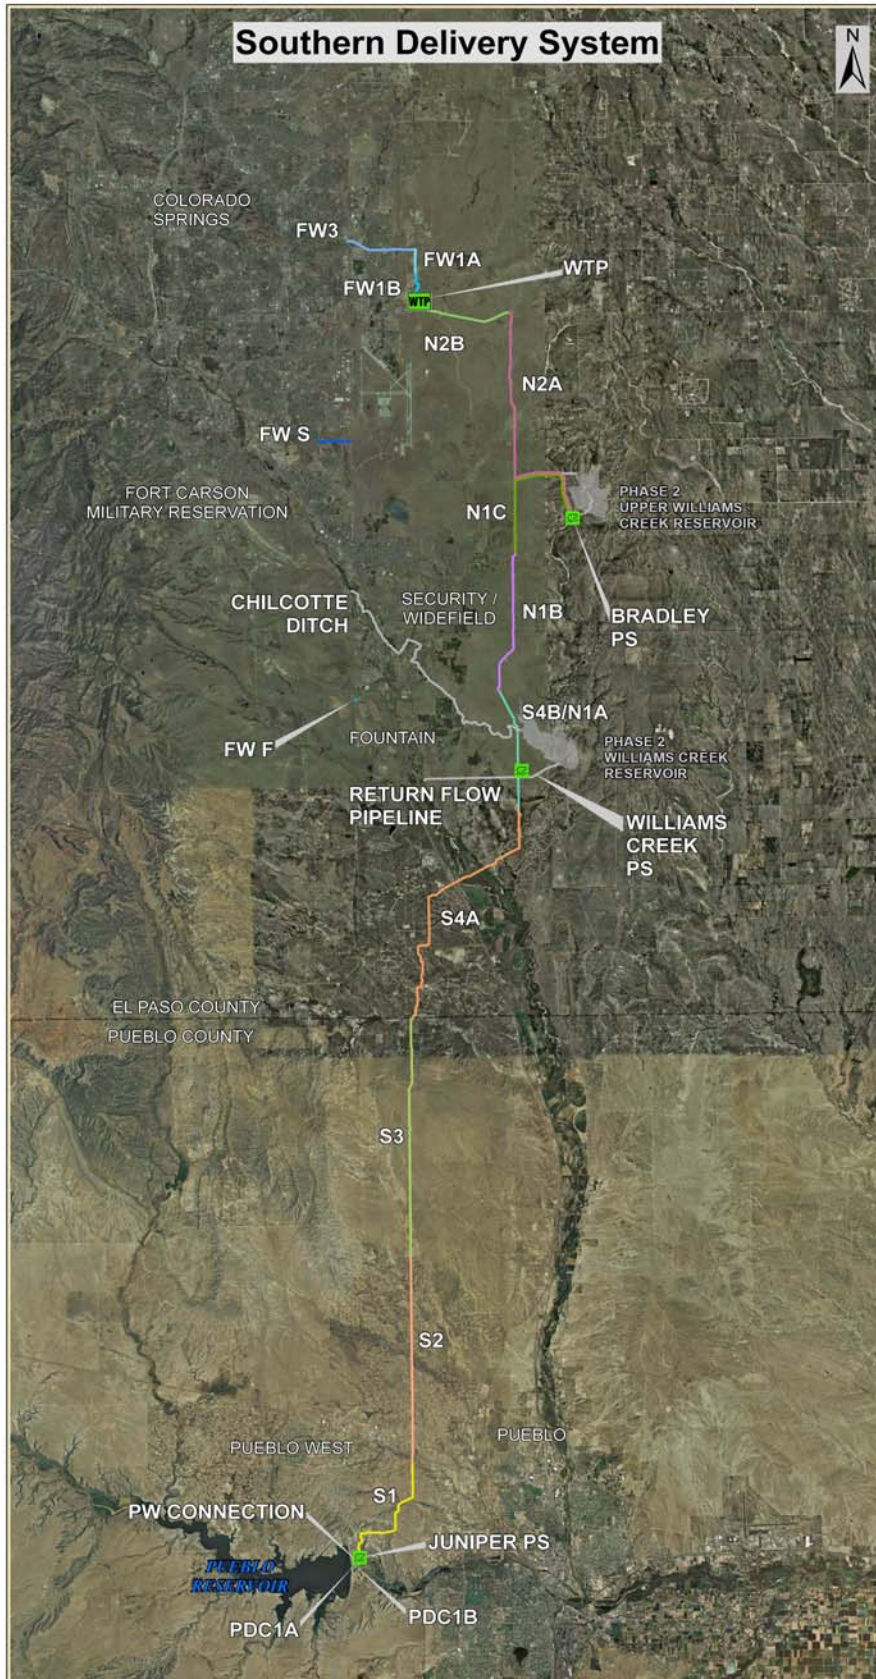 Southern Delivery System
N
COLORADO
SPRINGS
FW3
FW1A
WTP
FW1B
WTP
N2B
N2A
FW S
FORT CARSON
MILITARY RESERVATION
N1C
PHASE 2
UPPER WILLIAMS
CREEK RESERVOIR
CHILCOTTE
DITCH
SECURITY /
WIDEFIELD
N1B
BRADLEY
PS
S4B/N1A
FW F
FOUNTAIN
PHASE 2
WILLIAMS CREEK
RESERVOIR
RETURN FLOW
PIPELINE
WILLIAMS
CREEK
PS
S4A
EL PASO COUNTY
PUEBLO COUNTY
S3
S2
PUEBLO WEST
PUEBLO
S1
PW CONNECTION
JUNIPER PS
PUEBLO
RESERVOIR
PDC1A
PDC1B